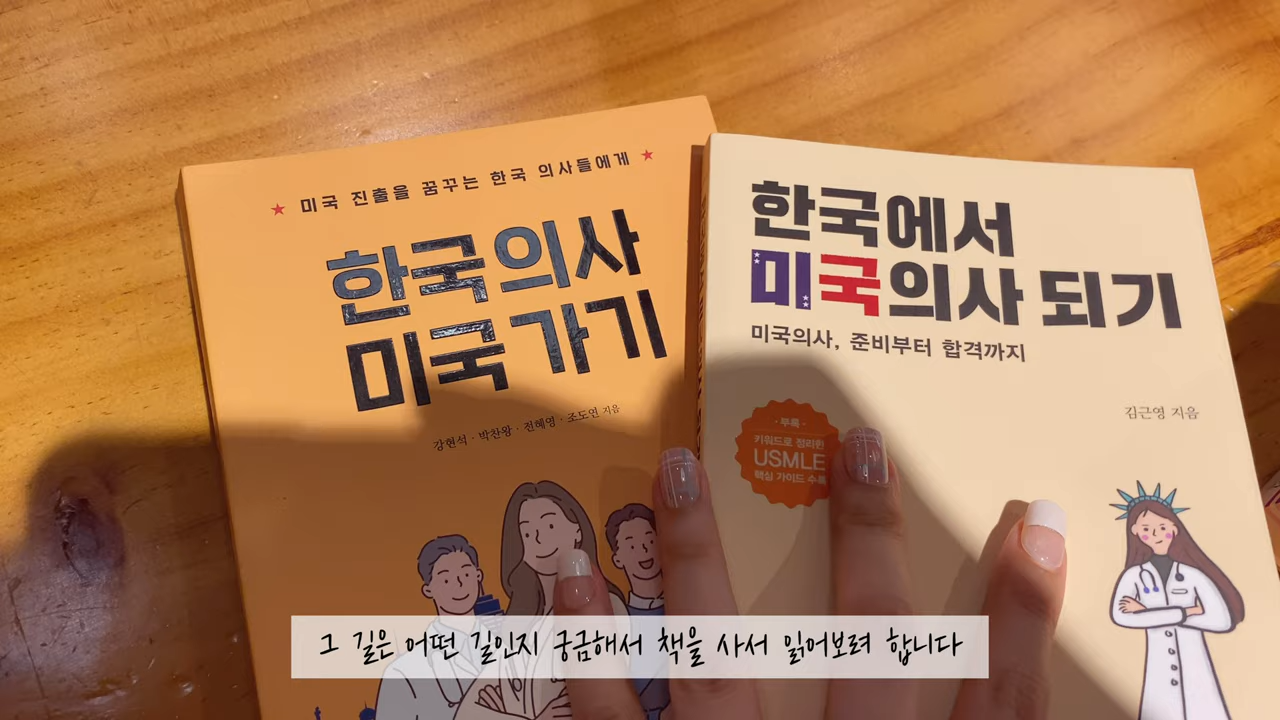 ★ 미국 진출을 꿈꾸는 한국 의사들에게 ★
한국 의사
미국 가기
강현석 · 박찬왕 · 전혜영 · 조도연 지음
한국에서
미국의사 되기
미국의사, 준비부터 합격까지
김근영 지음
· 부록 ·
키워드로 정리한
USMLE
핵심 가이드 수록
그 길은 어떤 길인지 궁금해서 책을 사서 읽어보려 합니다